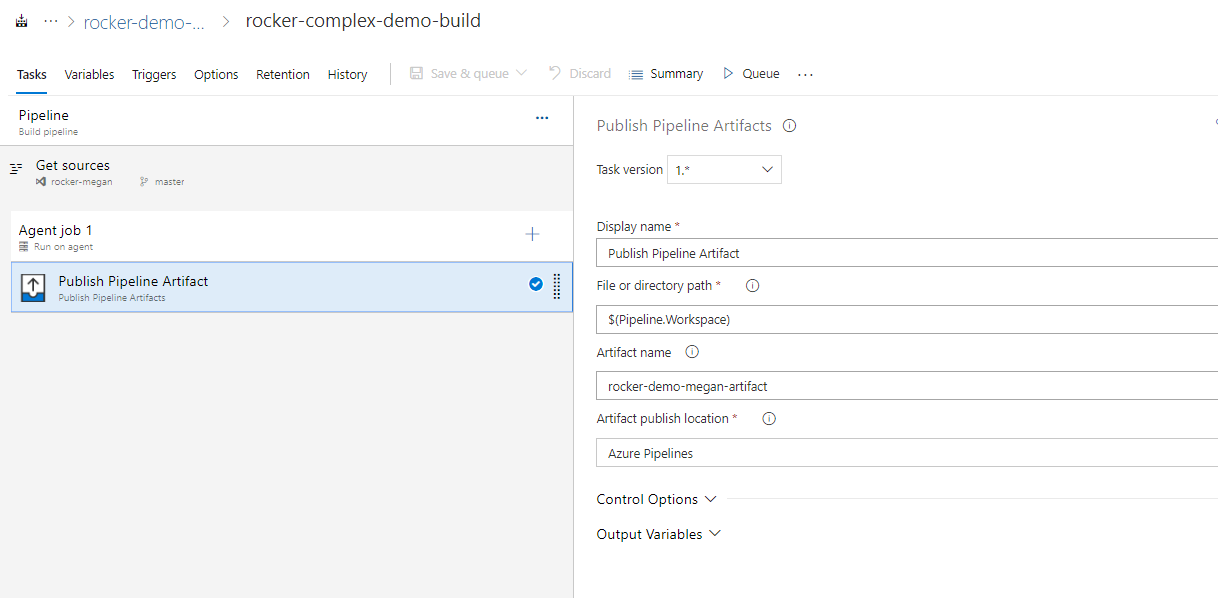 ··· > rocker-demo-... > rocker-complex-demo-build
Tasks Variables Triggers Options Retention History Save & queue Discard Summary Queue ...
Pipeline ...
Build pipeline
Get sources
rocker-megan master
Agent job 1
Run on agent
Publish Pipeline Artifact
Publish Pipeline Artifacts
Publish Pipeline Artifacts
Task version 1.*
Display name *
Publish Pipeline Artifact
File or directory path *
$(Pipeline.Workspace)
Artifact name
rocker-demo-megan-artifact
Artifact publish location *
Azure Pipelines
Control Options
Output Variables